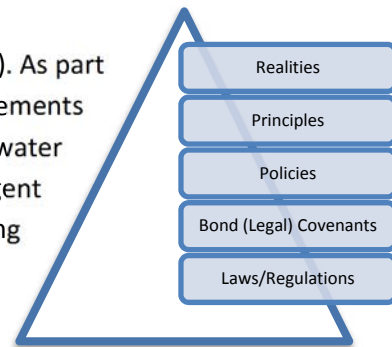 ). As part
ements
water
gent
ng
Realities
Principles
Policies
Bond (Legal) Covenants
Laws/Regulations